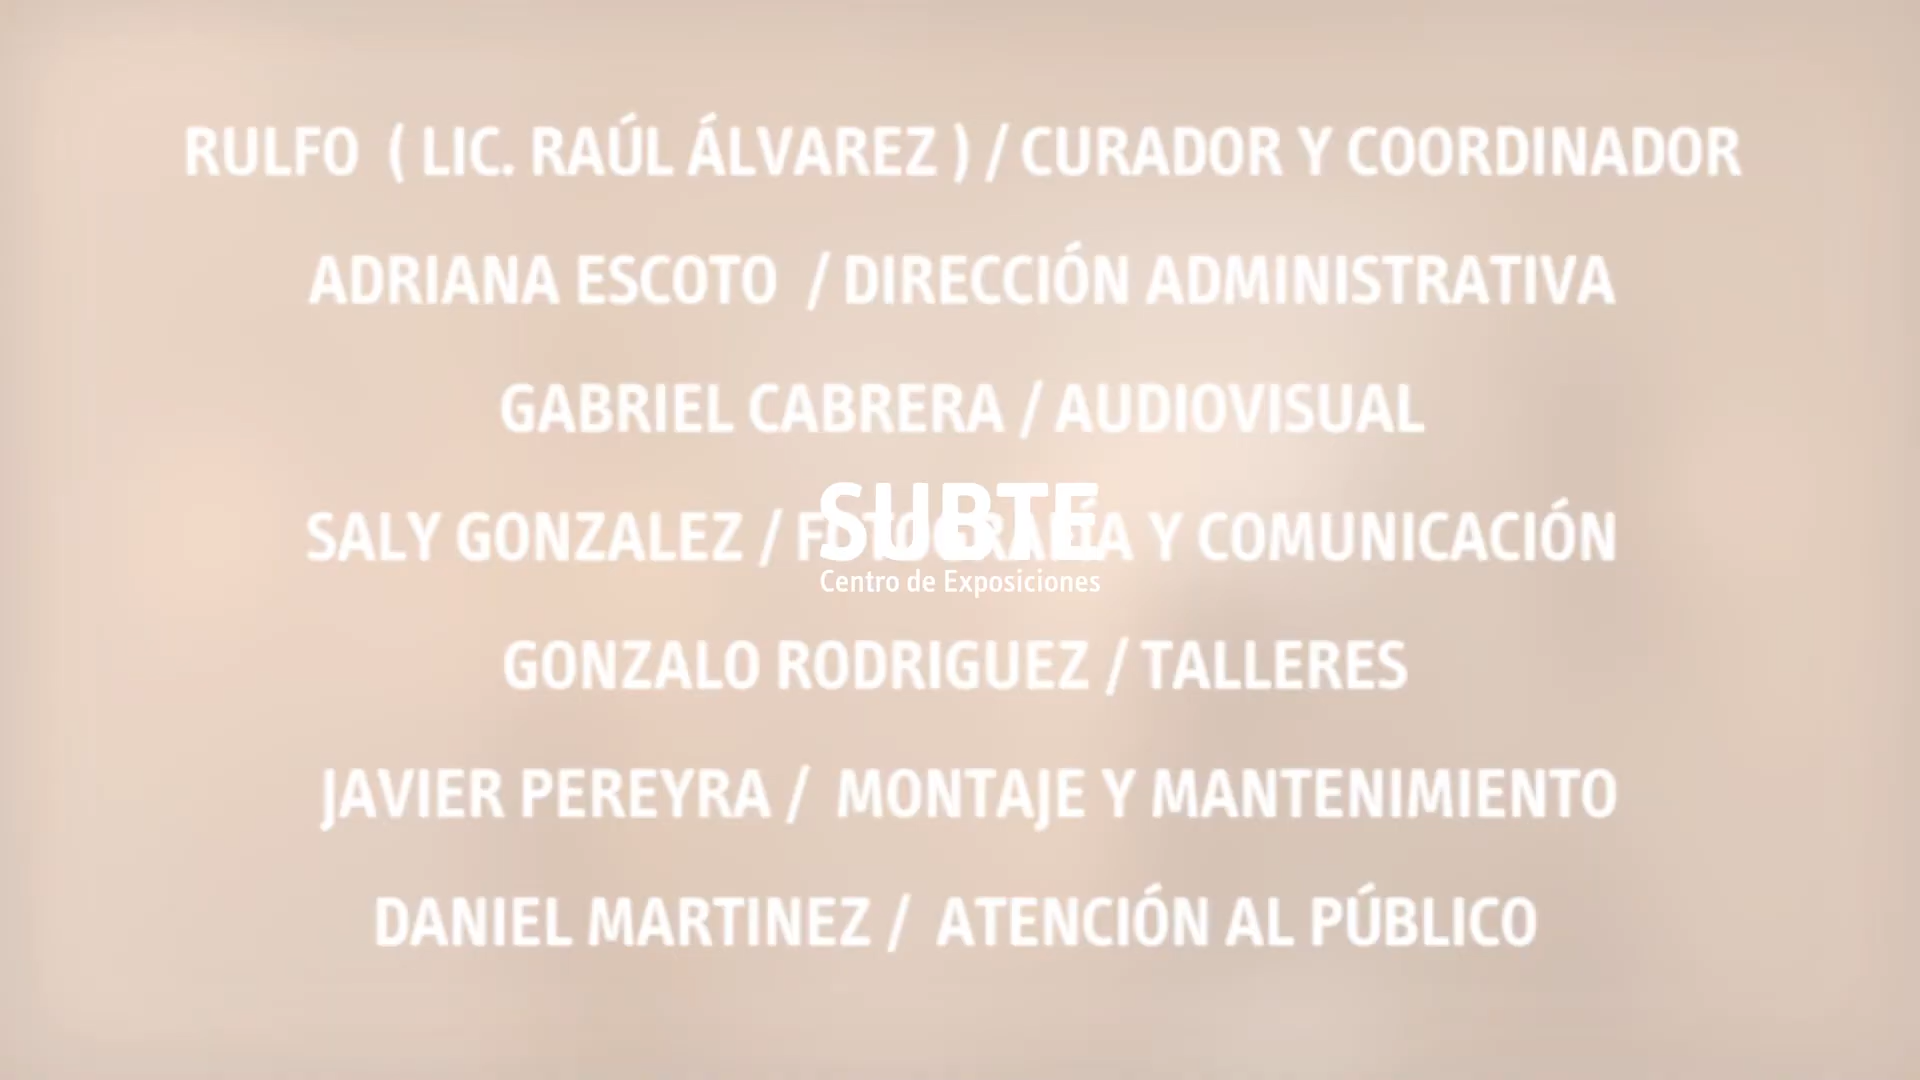 RULFO ( LIC. RAÚL ÁLVAREZ ) / CURADOR Y COORDINADOR
ADRIANA ESCOTO / DIRECCIÓN ADMINISTRATIVA
GABRIEL CABRERA / AUDIOVISUAL
SALY GONZALEZ / FOTOGRAFÍA Y COMUNICACIÓN
SUBTE
Centro de Exposiciones
GONZALO RODRIGUEZ / TALLERES
JAVIER PEREYRA / MONTAJE Y MANTENIMIENTO
DANIEL MARTINEZ / ATENCIÓN AL PÚBLICO